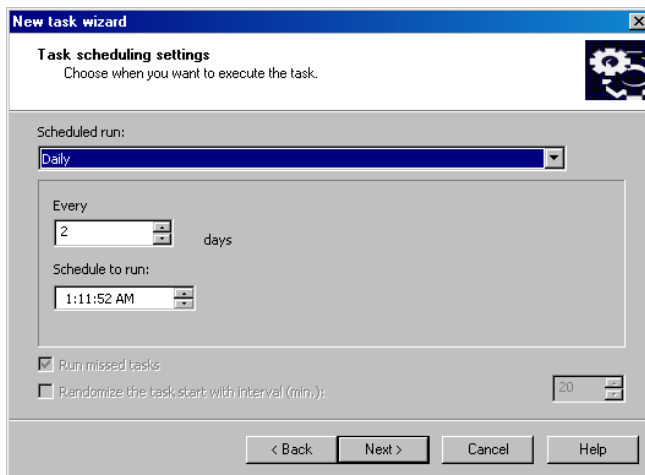 New task wizard
Task scheduling settings
Choose when you want to execute the task.
Scheduled run:
Daily
Every
2
days
Schedule to run:
1:11:52 AM
Run missed tasks
Randomize the task start with interval (min.):
20
< Back
Next >
Cancel
Help